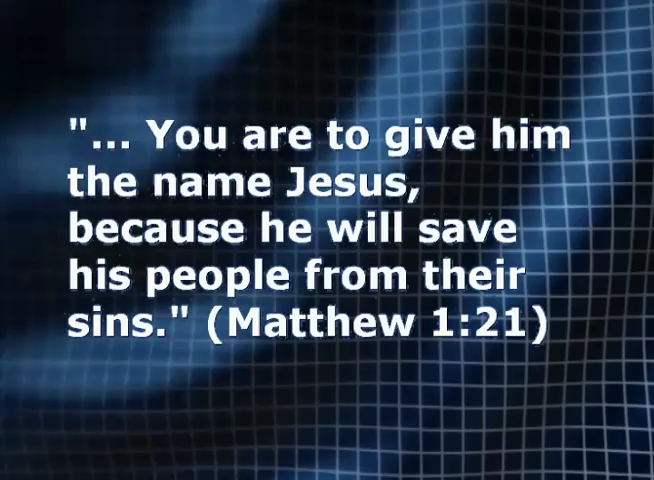 "... You are to give him
the name Jesus,
because he will save
his people from their
sins." (Matthew 1:21)